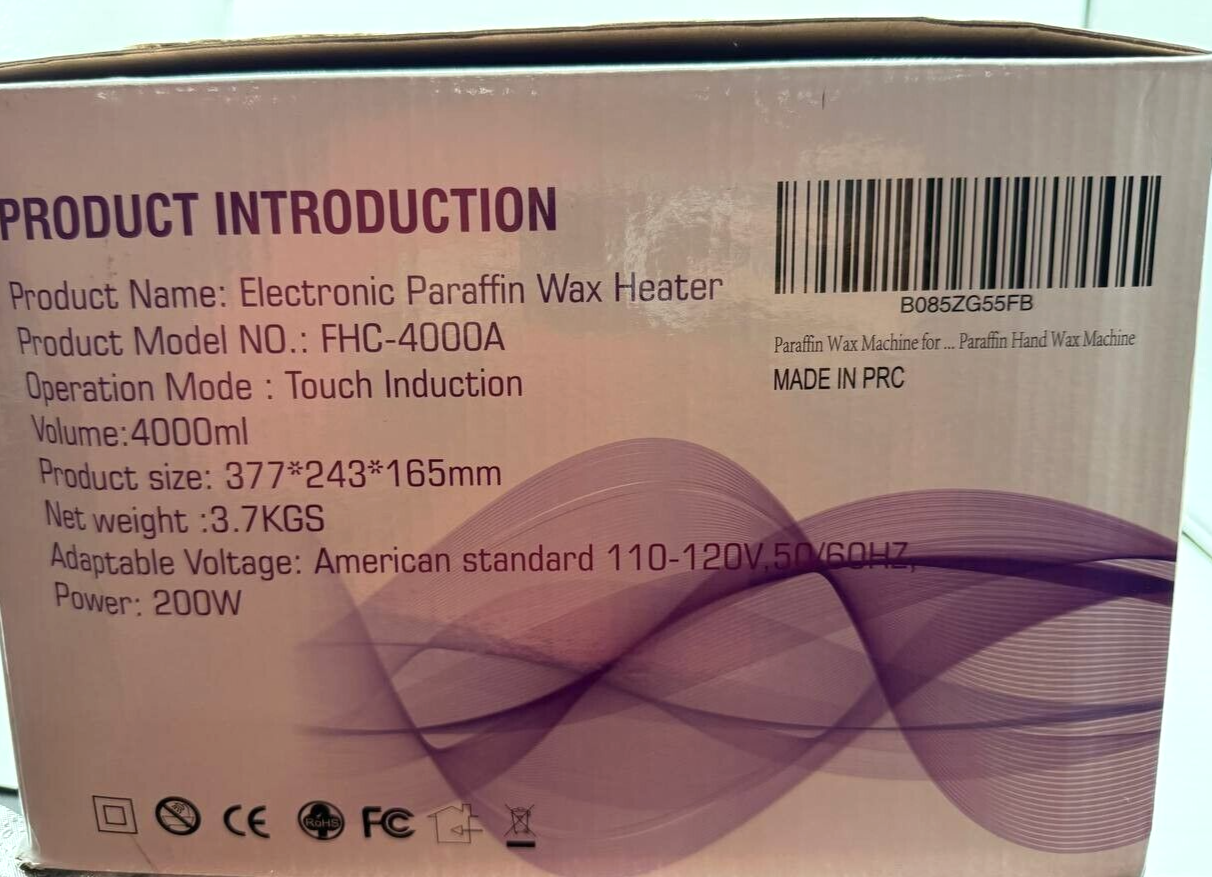 PRODUCT INTRODUCTION
Product Name: Electronic Paraffin Wax Heater
Product Model NO.: FHC-4000A
Operation Mode : Touch Induction
Volume:4000ml
Product size: 377*243*165mm
Net weight :3.7KGS
Adaptable Voltage: American standard 110-120V,50/60HZ,
Power: 200W
B085ZG55FB
Paraffin Wax Machine for ... Paraffin Hand Wax Machine
MADE IN PRC
CE RoHS FC